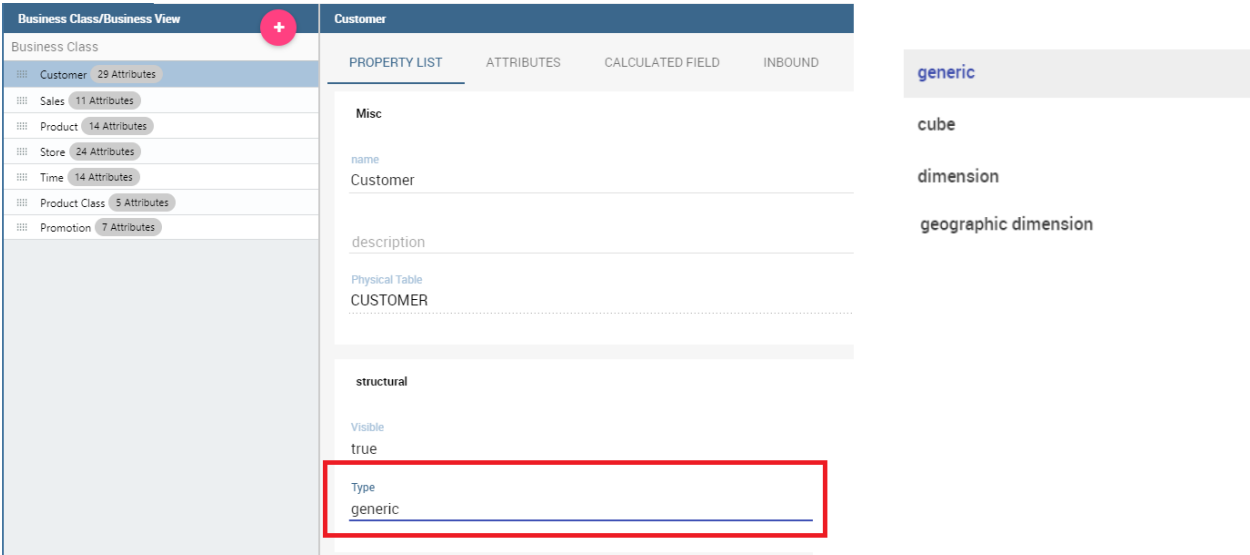 Business Class/Business View
+
Business Class
Customer 29 Attributes
Sales 11 Attributes
Product 14 Attributes
Store 24 Attributes
Time 14 Attributes
Product Class 5 Attributes
Promotion 7 Attributes
Customer
PROPERTY LIST ATTRIBUTES CALCULATED FIELD INBOUND
Misc
name
Customer
description
Physical Table
CUSTOMER
structural
Visible
true
Type
generic
generic
cube
dimension
geographic dimension